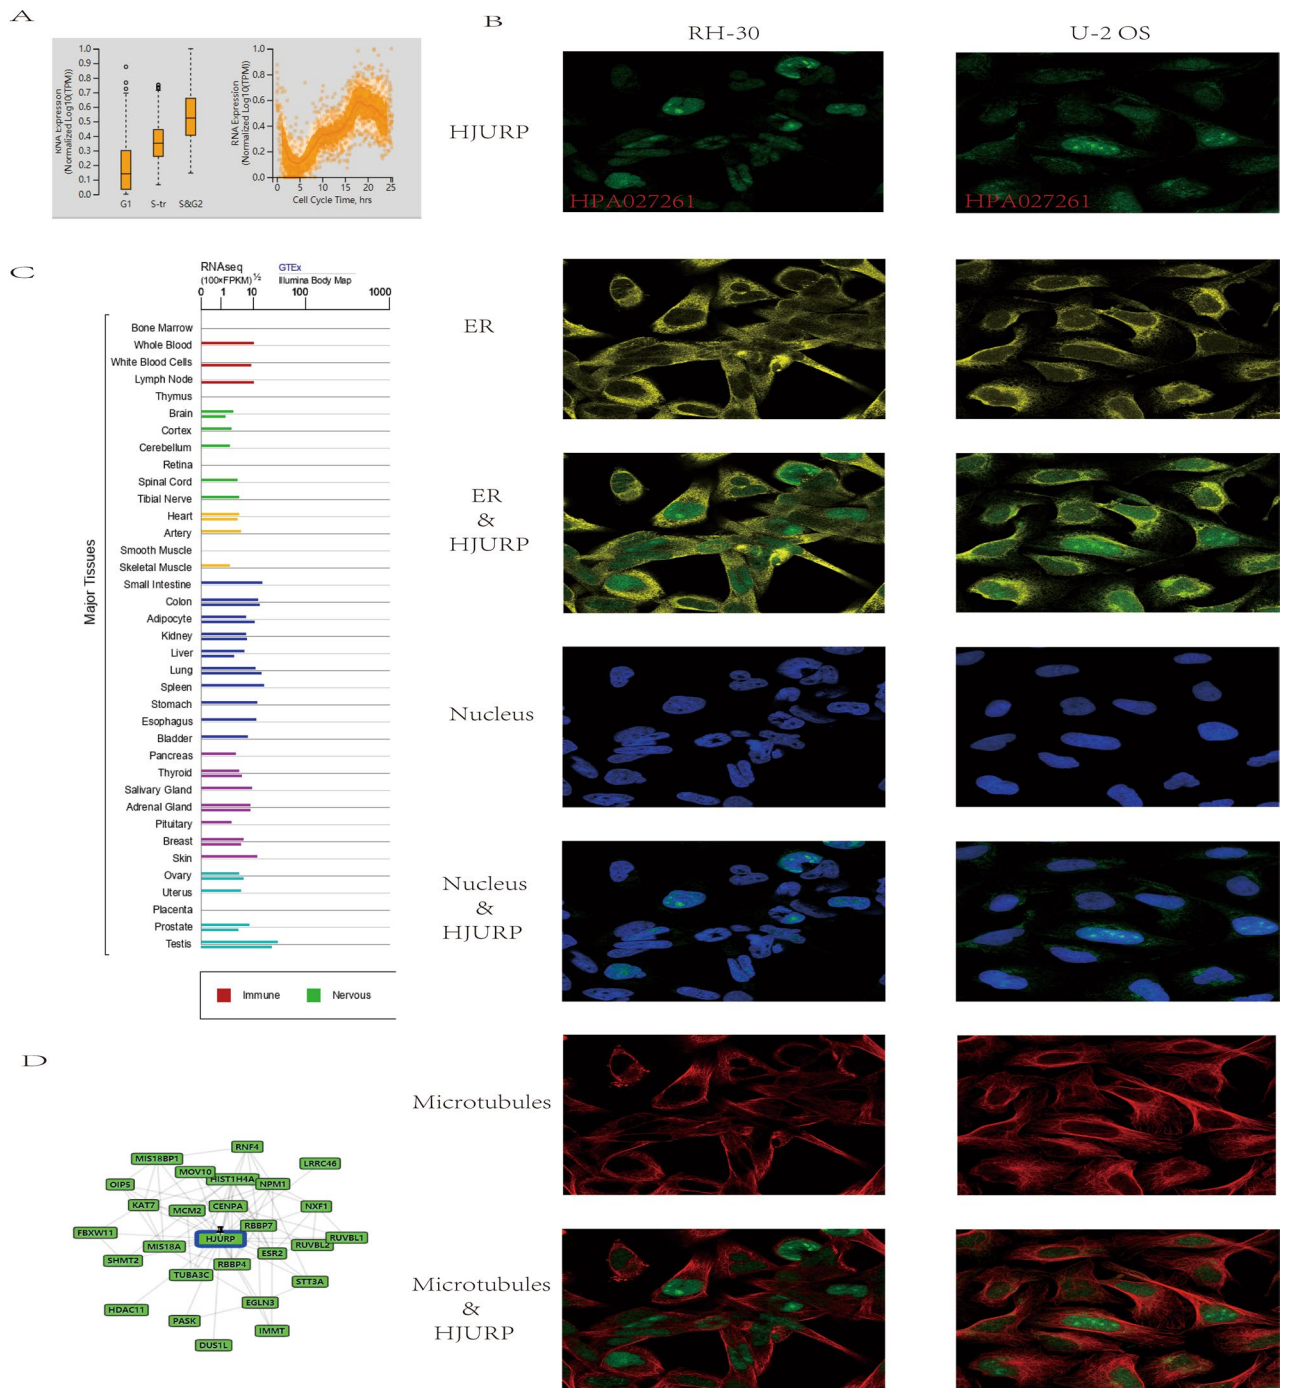 A
RNA Expression
(Normalized Log10(TPM))
1.0
0.9
0.8
0.7
0.6
0.5
0.4
0.3
0.2
0.1
0.0
G1 S-tr S&G2
RNA Expression
(Normalized Log10(TPM))
1.0
0.8
0.6
0.4
0.2
0.0
0 5 10 15 20 25
Cell Cycle Time, hrs
B
RH-30 U-2 OS
HJURP
HPA027261 HPA027261
ER
ER
&
HJURP
Nucleus
Nucleus
&
HJURP
Microtubules
Microtubules
&
HJURP
C
RNAseq GTEx
(100×FPKM)½ Illumina Body Map
0 1 10 100 1000
Major Tissues
Bone Marrow
Whole Blood
White Blood Cells
Lymph Node
Thymus
Brain
Cortex
Cerebellum
Retina
Spinal Cord
Tibial Nerve
Heart
Artery
Smooth Muscle
Skeletal Muscle
Small Intestine
Colon
Adipocyte
Kidney
Liver
Lung
Spleen
Stomach
Esophagus
Bladder
Pancreas
Thyroid
Salivary Gland
Adrenal Gland
Pituitary
Breast
Skin
Ovary
Uterus
Placenta
Prostate
Testis
Immune Nervous
D
RNF4
MIS18BP1
LRRC46
MOV10
HIST1H4A
OIP5
NPM1
KAT7
MCM2
CENPA
NXF1
RBBP7
FBXW11
HJURP
RUVBL1
MIS18A
RUVBL2
ESR2
SHMT2
RBBP4
TUBA3C
STT3A
EGLN3
HDAC11
PASK
IMMT
DUS1L